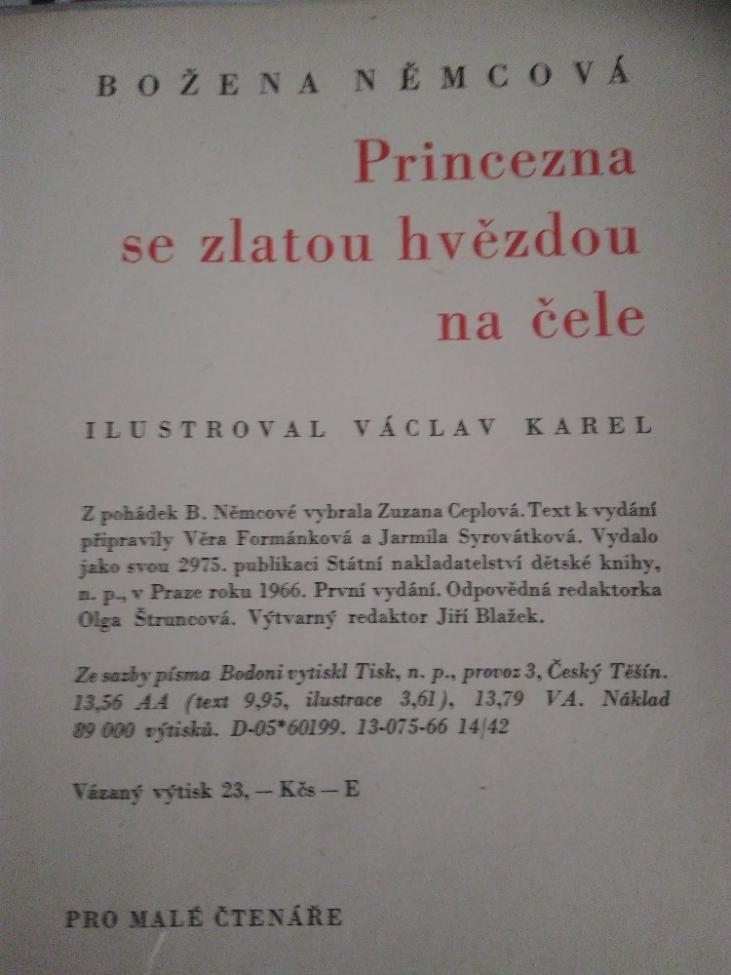 BOŽENA NĚMCOVÁ
Princezna
se zlatou hvězdou
na čele
ILUSTROVAL VÁCLAV KAREL
Z pohádek B. Němcové vybrala Zuzana Ceplová. Text k vydání
připravily Věra Formánková a Jarmila Syrovátková. Vydalo
jako svou 2975. publikaci Státní nakladatelství dětské knihy,
n. p., v Praze roku 1966. První vydání. Odpovědná redaktorka
Olga Štruncová. Výtvarný redaktor Jiří Blažek.
Ze sazby písma Bodoni vytiskl Tisk, n. p., provoz 3, Český Těšín.
13,56 AA (text 9,95, ilustrace 3,61), 13,79 VA. Náklad
89 000 výtisků. D-05*60199. 13-075-66 14/42
Vázaný výtisk 23,— Kčs — E
PRO MALÉ ČTENÁŘE